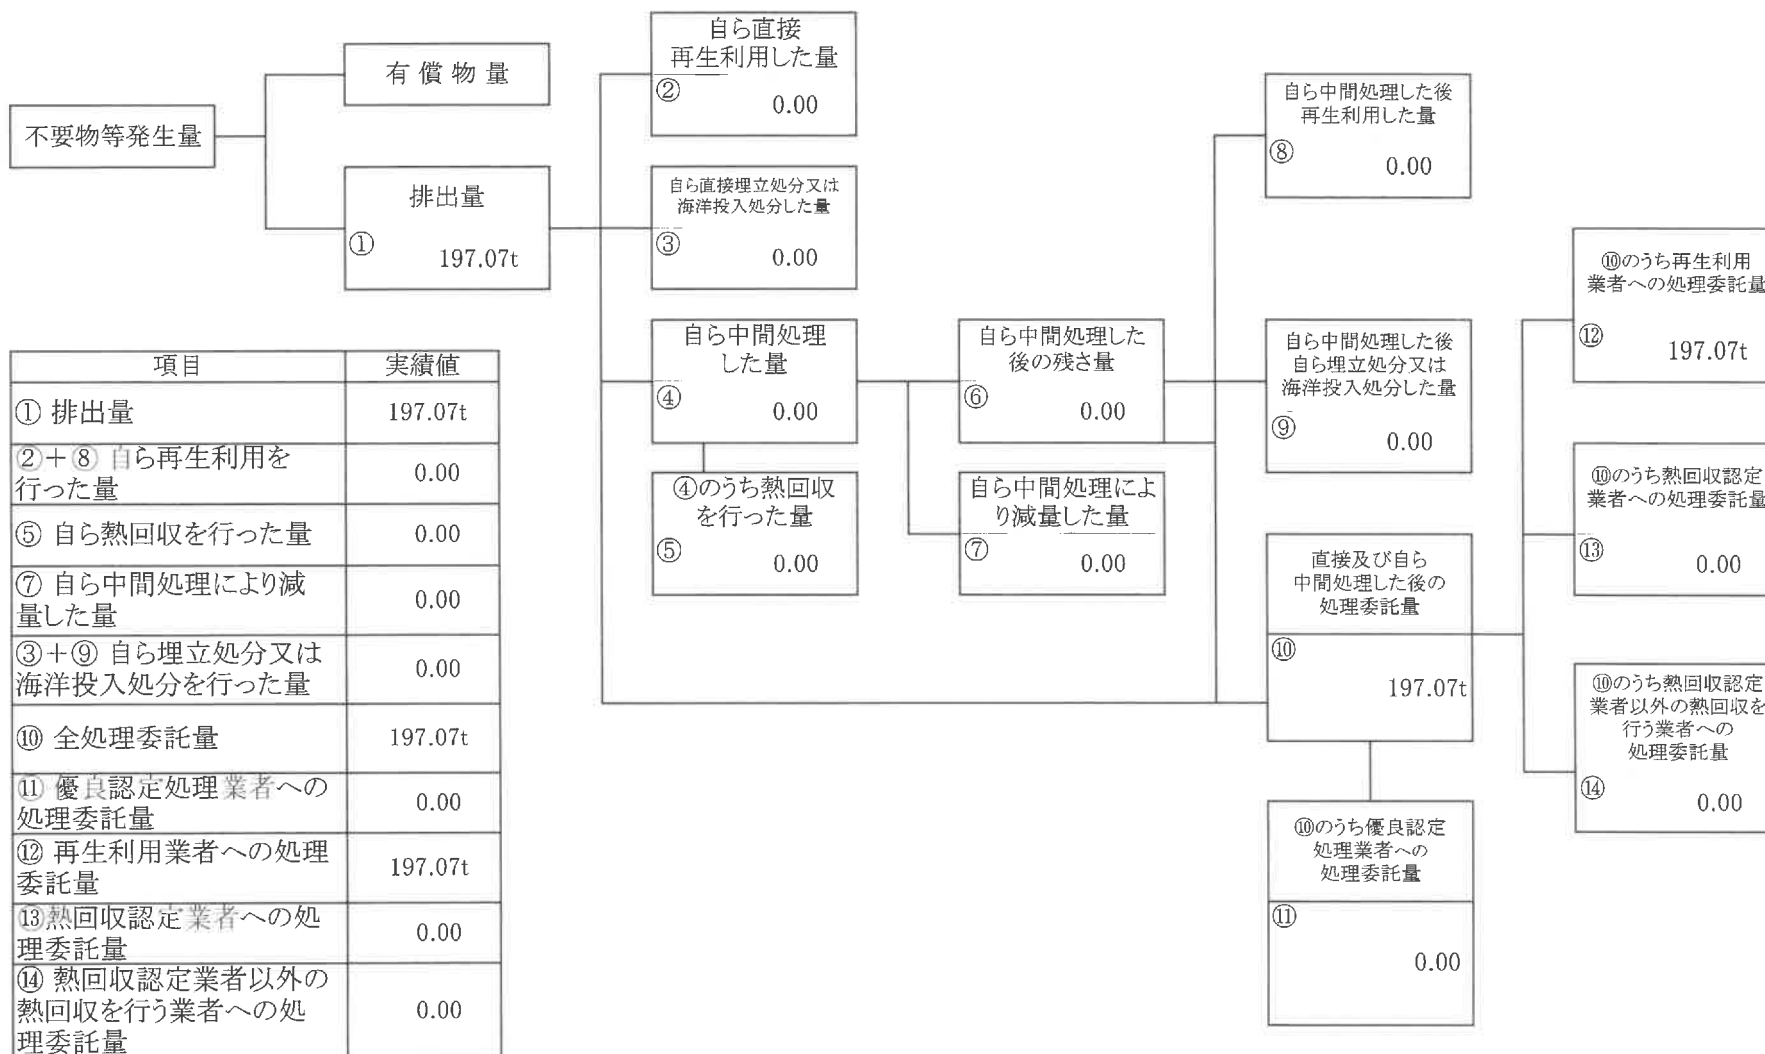 不要物等発生量
有償物量
排出量
①
197.07t
自ら直接
再生利用した量
②
0.00
自ら直接埋立処分又は
海洋投入処分した量
③
0.00
自ら中間処理
した量
④
0.00
④のうち熱回収
を行った量
⑤
0.00
自ら中間処理した
後の残さ量
⑥
0.00
自ら中間処理によ
り減量した量
⑦
0.00
自ら中間処理した後
再生利用した量
⑧
0.00
自ら中間処理した後
自ら埋立処分又は
海洋投入処分した量
⑨
0.00
直接及び自ら
中間処理した後の
処理委託量
⑩
197.07t
⑩のうち優良認定
処理業者への
処理委託量
⑪
0.00
⑩のうち再生利用
業者への処理委託量
⑫
197.07t
⑩のうち熱回収認定
業者への処理委託量
⑬
0.00
⑩のうち熱回収認定
業者以外の熱回収を
行う業者への
処理委託量
⑭
0.00
項目 実績値
① 排出量 197.07t
②+⑧ 自ら再生利用を
行った量 0.00
⑤ 自ら熱回収を行った量 0.00
⑦ 自ら中間処理により減
量した量 0.00
③+⑨ 自ら埋立処分又は
海洋投入処分を行った量 0.00
⑩ 全処理委託量 197.07t
⑪ 優良認定処理業者への
処理委託量 0.00
⑫ 再生利用業者への処理
委託量 197.07t
⑬熱回収認定業者への処
理委託量 0.00
⑭ 熱回収認定業者以外の
熱回収を行う業者への処
理委託量 0.00